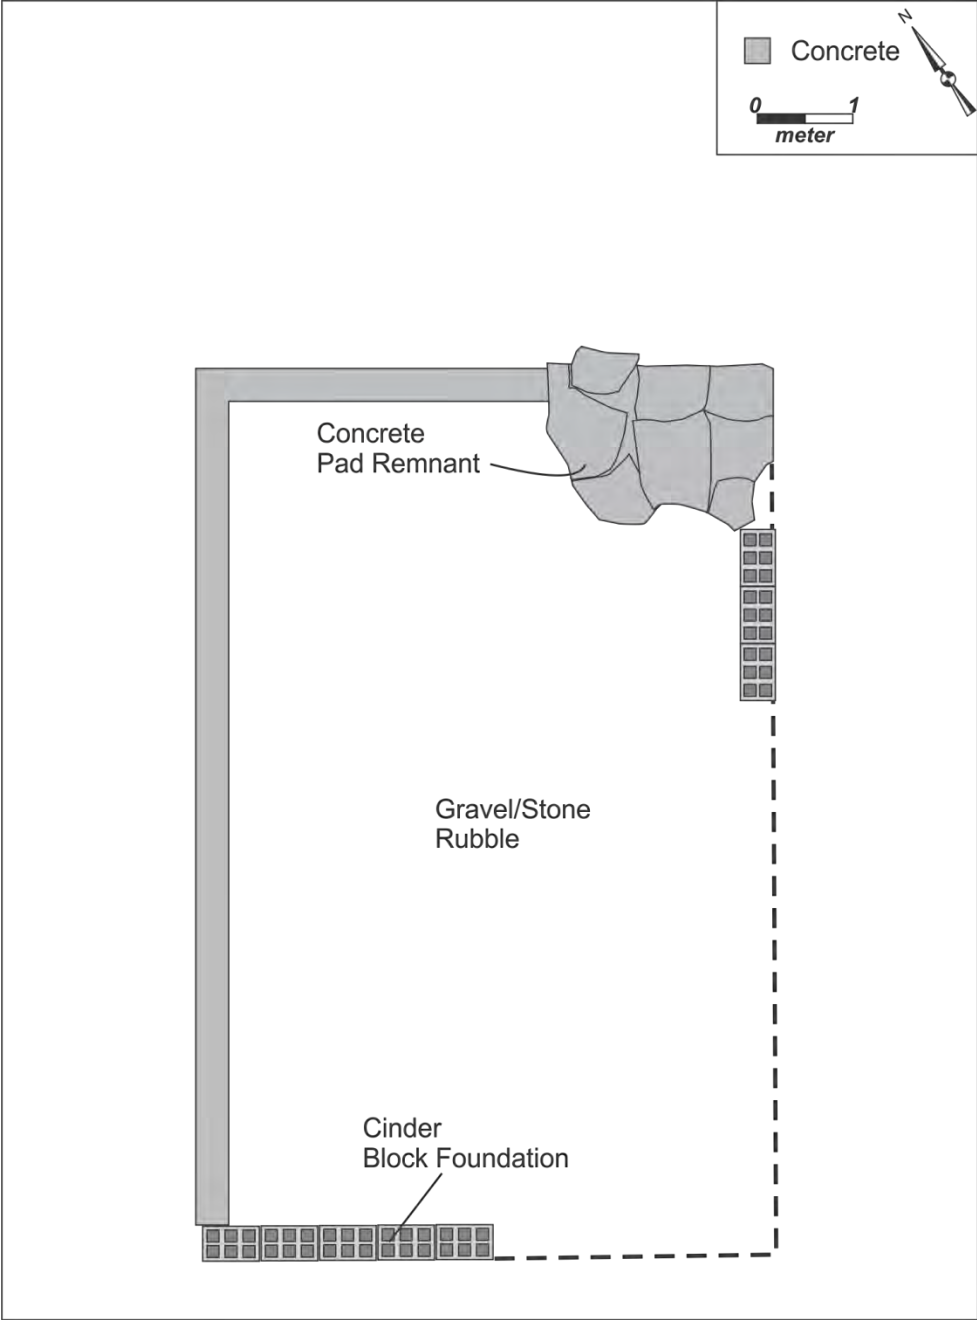 N
Concrete
0 1
meter
Concrete
Pad Remnant
Gravel/Stone
Rubble
Cinder
Block Foundation